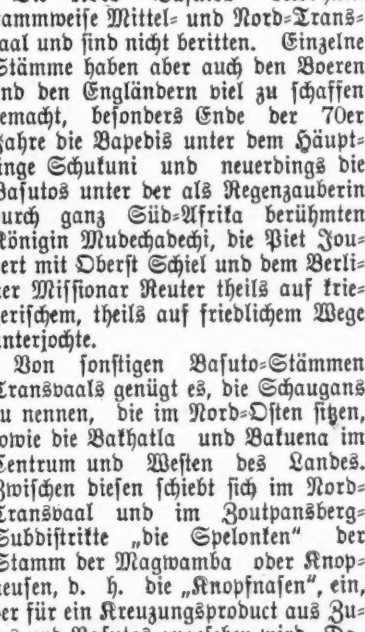 tammweise Mittel- und Nord-Trans-
vaal und sind nicht beritten. Einzelne
Stämme haben aber auch den Boeren
und den Engländern viel zu schaffen
gemacht, besonders Ende der 70er
Jahre die Bapedis unter dem Häupt-
linge Schukuni und neuerdings die
Basutos unter der als Regenzauberin
durch ganz Süd-Afrika berühmten
Königin Mudechadechi, die Piet Jou-
bert mit Oberst Schiel und dem Berli-
ner Missionar Reuter theils auf krie-
gerischem, theils auf friedlichem Wege
unterjochte.
Von sonstigen Basuto-Stämmen
Transvaals genügt es, die Schaugans
zu nennen, die im Nord-Osten sitzen,
sowie die Bakhatla und Bakuena im
Centrum und Westen des Landes.
Zwischen diesen schiebt sich im Nord-
Transvaal und im Zoutpansberg-
Subdistrikte „die Spelonken“ der
Stamm der Magwamba oder Knop-
neusen, d. h. die „Knopfnasen“, ein,
der für ein Kreuzungsproduct aus Zu-